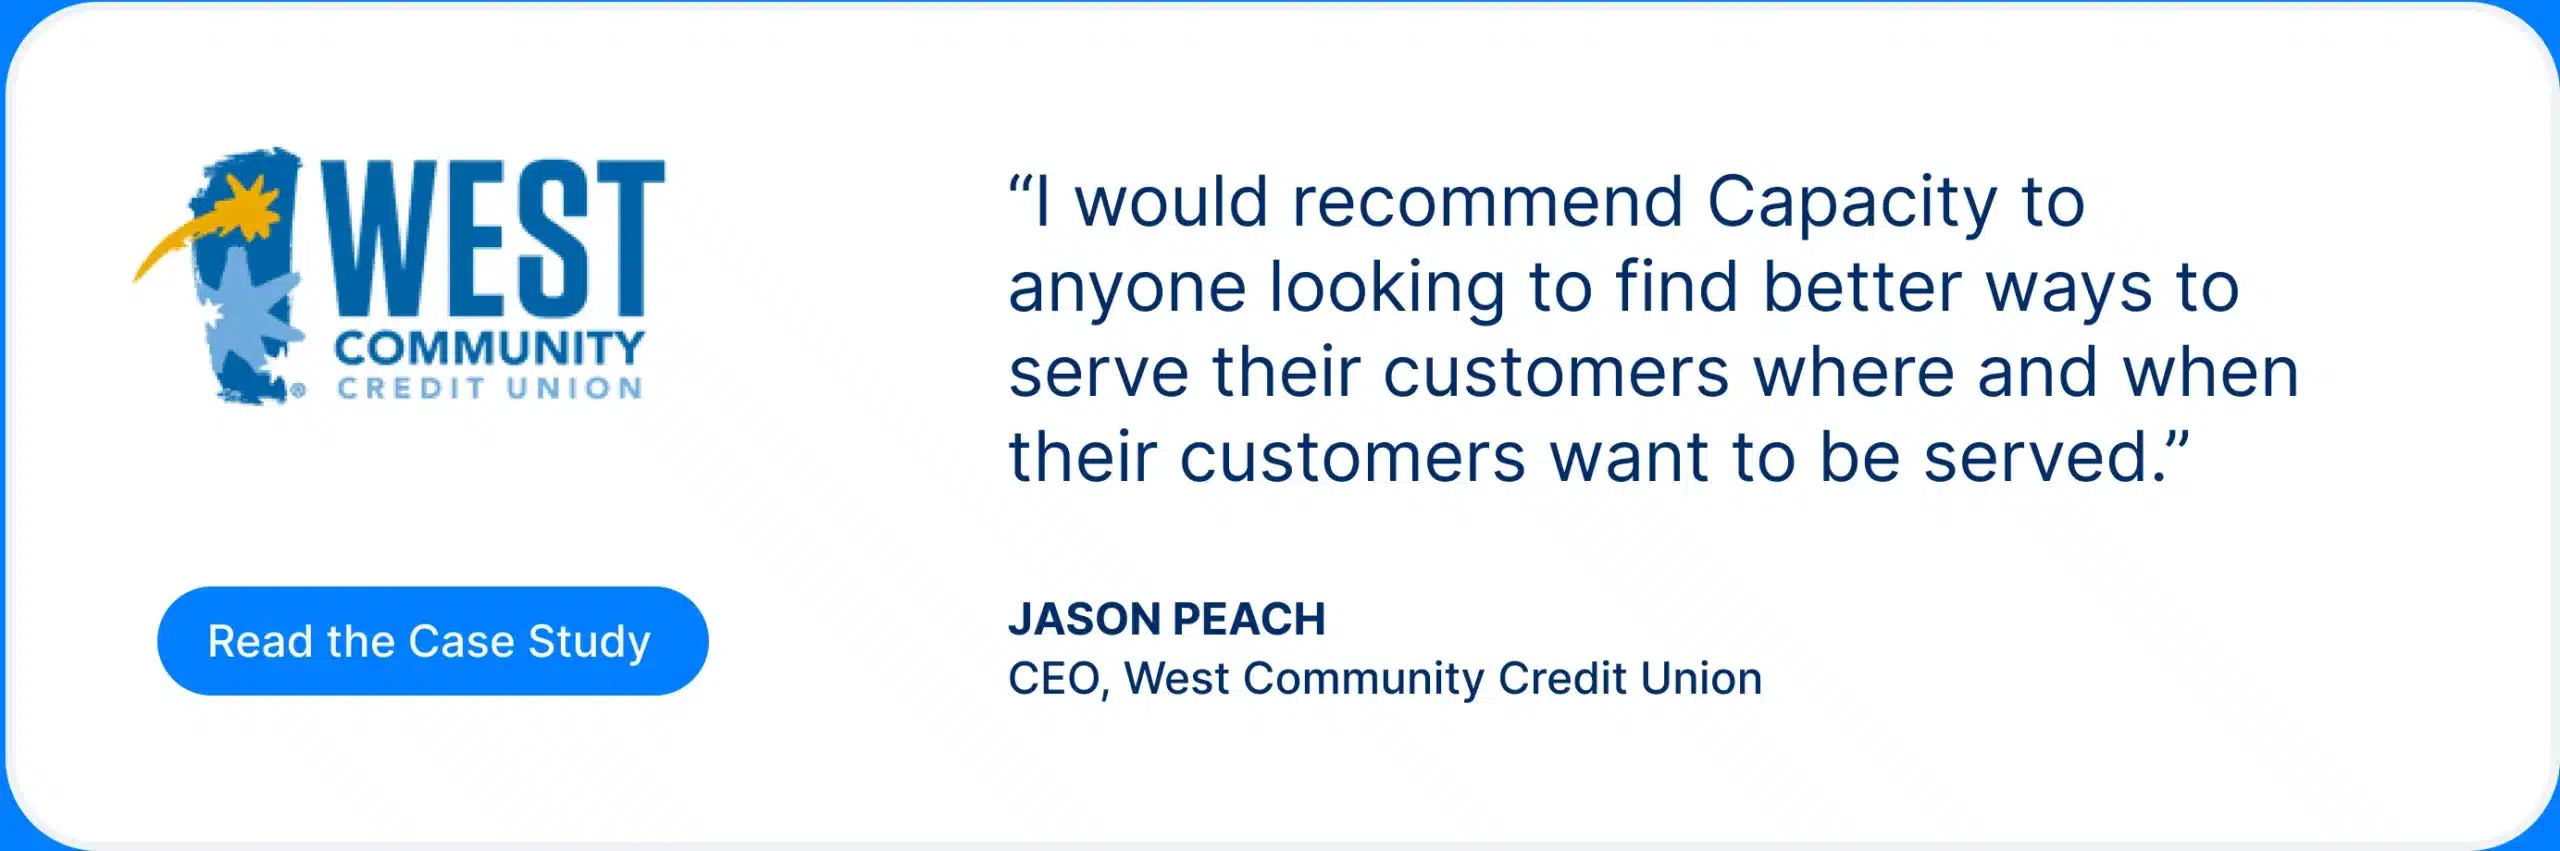 WEST
COMMUNITY
CREDIT UNION®
Read the Case Study
“I would recommend Capacity to
anyone looking to find better ways to
serve their customers where and when
their customers want to be served.”
JASON PEACH
CEO, West Community Credit Union